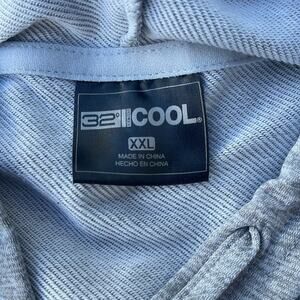 32° COOL®
XXL
MADE IN CHINA
HECHO EN CHINA